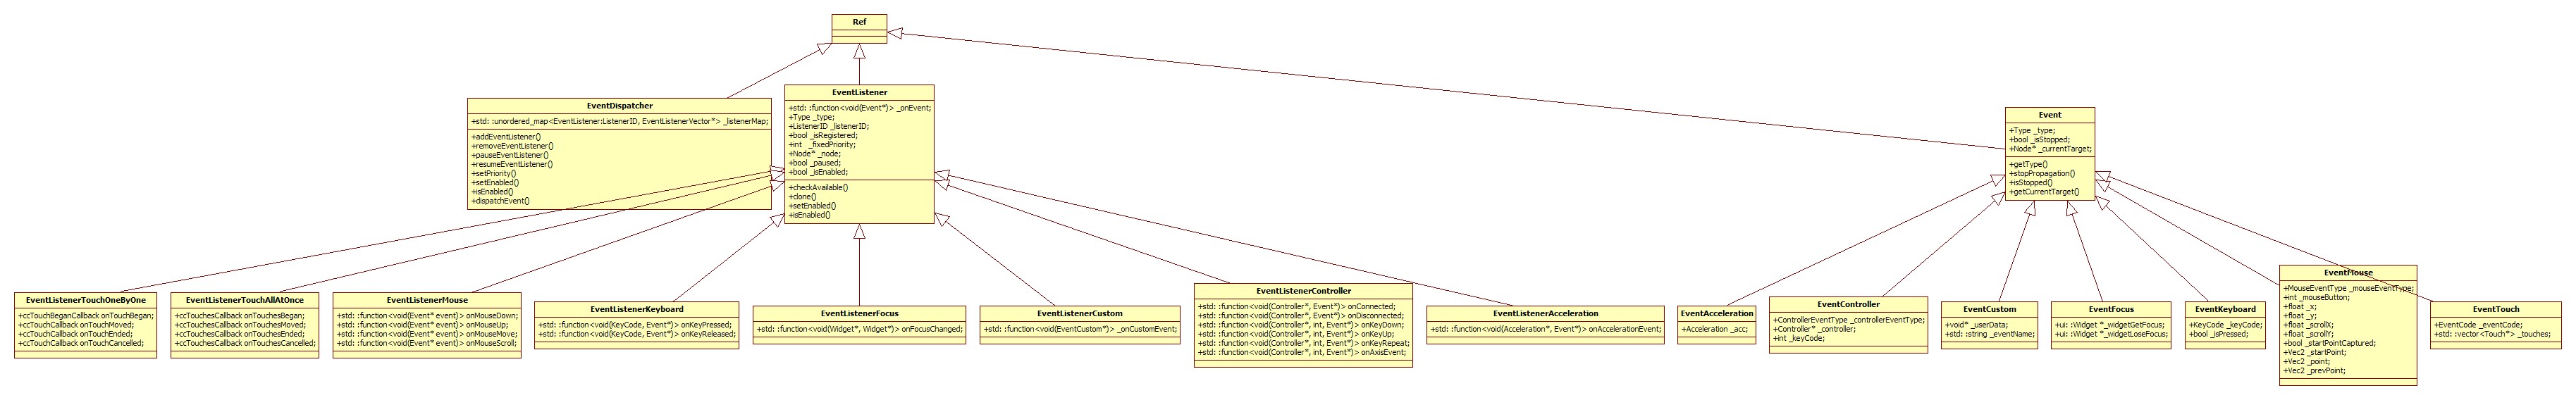 Ref
EventDispatcher
+std: :unordered_map<EventListener:ListenerID, EventListenerVector*> _listenerMap;
+addEventListener()
+removeEventListener()
+pauseEventListener()
+resumeEventListener()
+setPriority()
+setEnabled()
+isEnabled()
+dispatchEvent()
EventListener
+std: :function<void(Event*)> _onEvent;
+Type _type;
+ListenerID _listenerID;
+bool _isRegistered;
+int _fixedPriority;
+Node* _node;
+bool _paused;
+bool _isEnabled;
+checkAvailable()
+clone()
+setEnabled()
+isEnabled()
Event
+Type _type;
+bool _isStopped;
+Node* _currentTarget;
+getType()
+stopPropagation()
+isStopped()
+getCurrentTarget()
EventListenerTouchOneByOne
+ccTouchBeganCallback onTouchBegan;
+ccTouchCallback onTouchMoved;
+ccTouchCallback onTouchEnded;
+ccTouchCallback onTouchCancelled;
EventListenerTouchAllAtOnce
+ccTouchesCallback onTouchesBegan;
+ccTouchesCallback onTouchesMoved;
+ccTouchesCallback onTouchesEnded;
+ccTouchesCallback onTouchesCancelled;
EventListenerMouse
+std: :function<void(Event* event)> onMouseDown;
+std: :function<void(Event* event)> onMouseUp;
+std: :function<void(Event* event)> onMouseMove;
+std: :function<void(Event* event)> onMouseScroll;
EventListenerKeyboard
+std: :function<void(KeyCode, Event*)> onKeyPressed;
+std: :function<void(KeyCode, Event*)> onKeyReleased;
EventListenerFocus
+std: :function<void(Widget*, Widget*)> onFocusChanged;
EventListenerCustom
+std: :function<void(EventCustom*)> _onCustomEvent;
EventListenerController
+std: :function<void(Controller*, Event*)> onConnected;
+std: :function<void(Controller*, Event*)> onDisconnected;
+std: :function<void(Controller*, int, Event*)> onKeyDown;
+std: :function<void(Controller*, int, Event*)> onKeyUp;
+std: :function<void(Controller*, int, Event*)> onKeyRepeat;
+std: :function<void(Controller*, int, Event*)> onAxisEvent;
EventListenerAcceleration
+std: :function<void(Acceleration*, Event*)> onAccelerationEvent;
EventAcceleration
+Acceleration _acc;
EventController
+ControllerEventType _controllerEventType;
+Controller* _controller;
+int _keyCode;
EventCustom
+void* _userData;
+std: :string _eventName;
EventFocus
+ui: :Widget *_widgetGetFocus;
+ui: :Widget *_widgetLoseFocus;
EventKeyboard
+KeyCode _keyCode;
+bool _isPressed;
EventMouse
+MouseEventType _mouseEventType;
+int _mouseButton;
+float _x;
+float _y;
+float _scrollX;
+float _scrollY;
+bool _startPointCaptured;
+Vec2 _startPoint;
+Vec2 _point;
+Vec2 _prevPoint;
EventTouch
+EventCode _eventCode;
+std: :vector<Touch*> _touches;